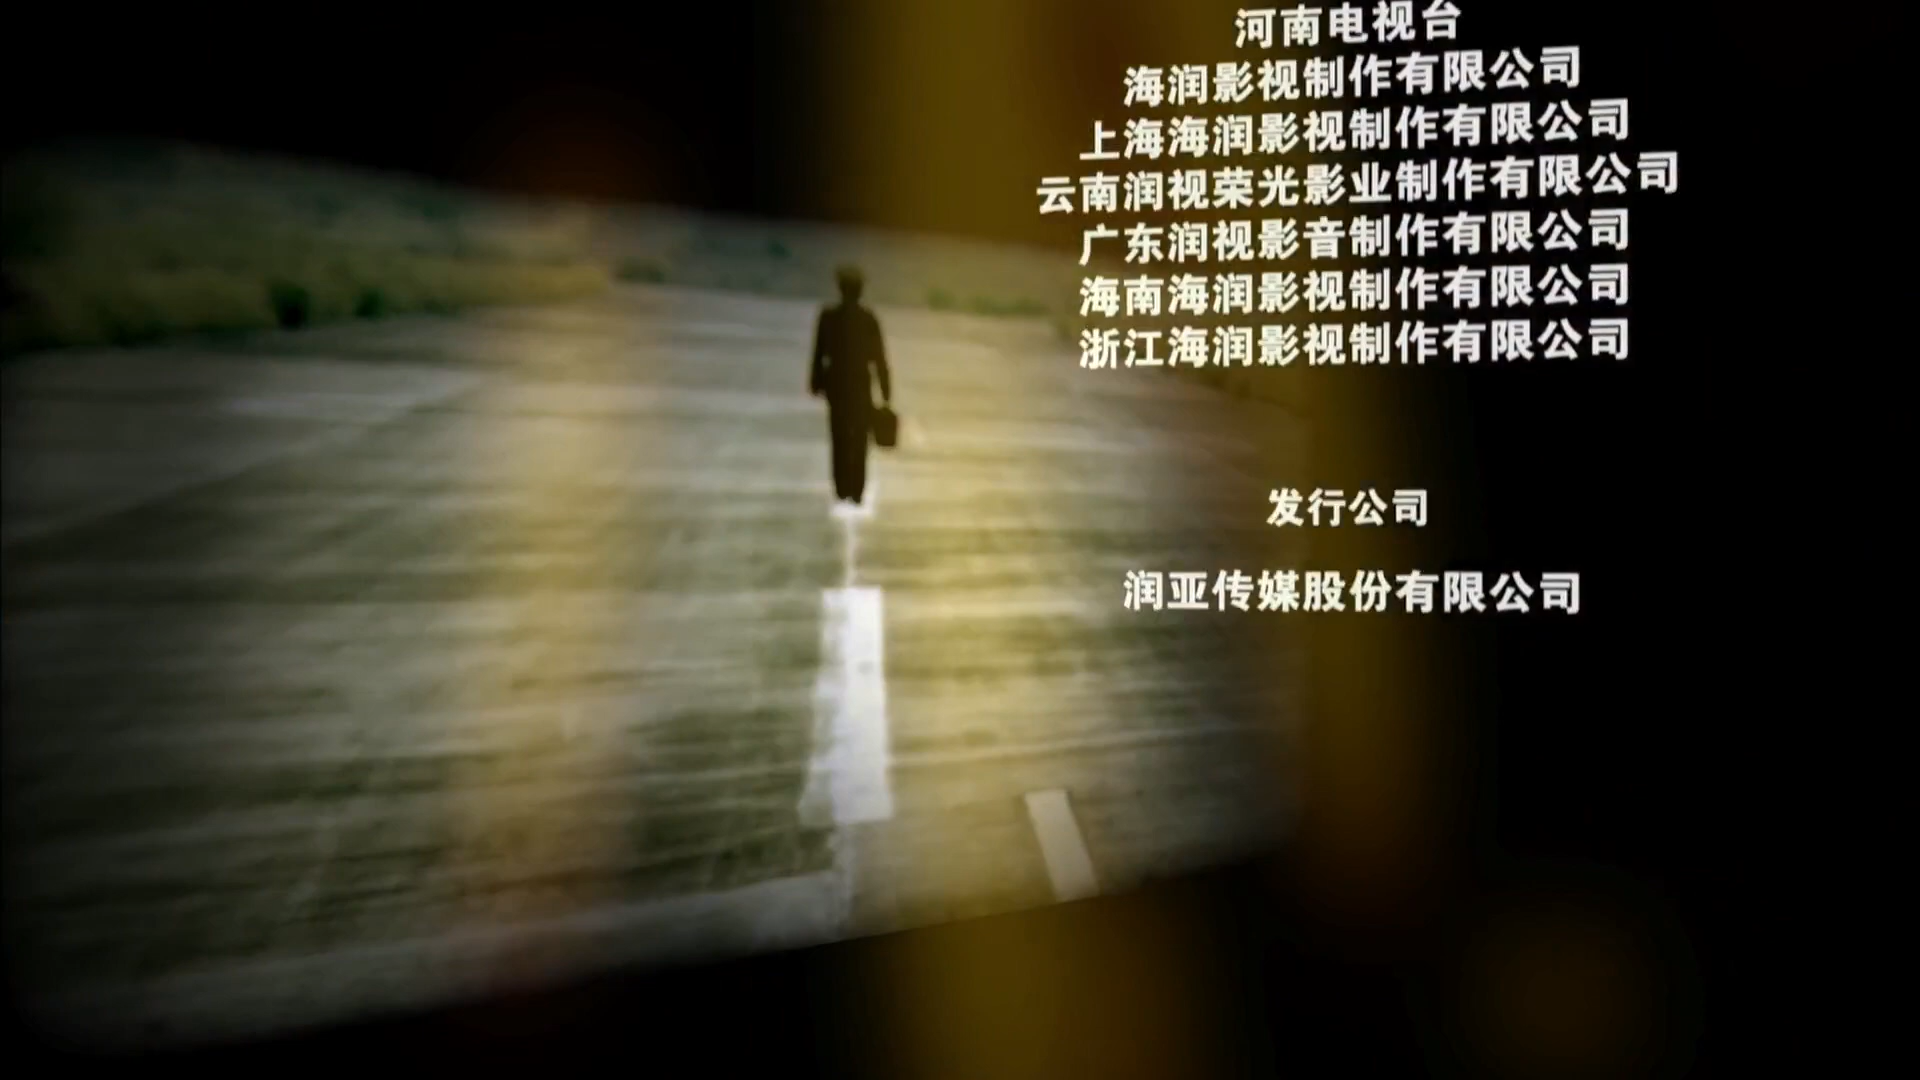 河南电视台
海润影视制作有限公司
上海海润影视制作有限公司
云南润视荣光影业制作有限公司
广东润视影音制作有限公司
海南海润影视制作有限公司
浙江海润影视制作有限公司
发行公司
润亚传媒股份有限公司